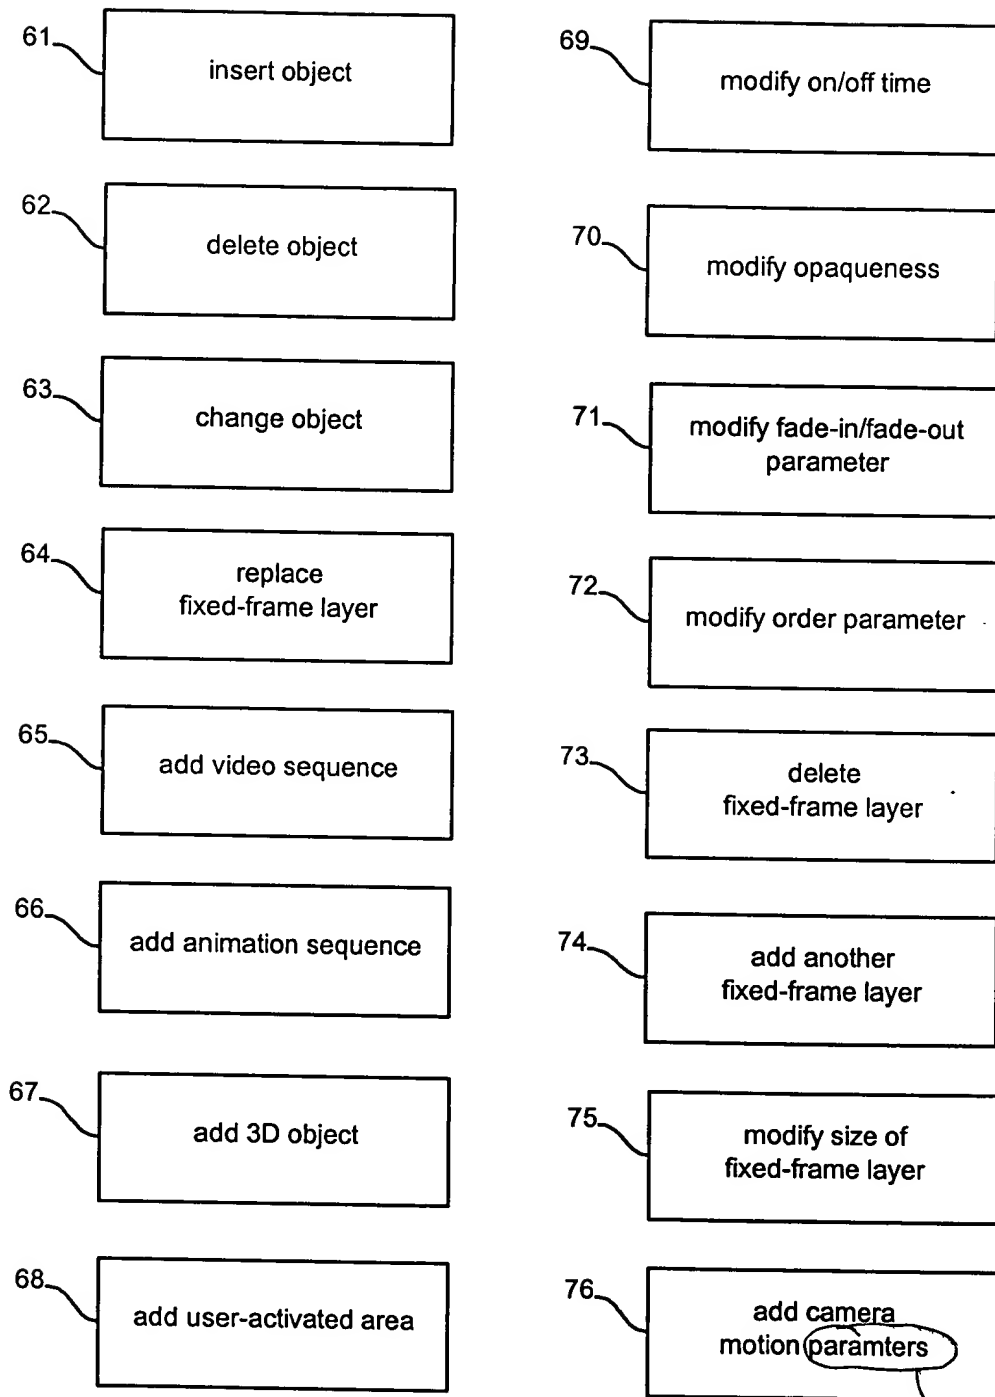 61
insert object
62
delete object
63
change object
64
replace
fixed-frame layer
65
add video sequence
66
add animation sequence
67
add 3D object
68
add user-activated area
69
modify on/off time
70
modify opaqueness
71
modify fade-in/fade-out
parameter
72
modify order parameter
73
delete
fixed-frame layer
74
add another
fixed-frame layer
75
modify size of
fixed-frame layer
76
add camera
motion paramters